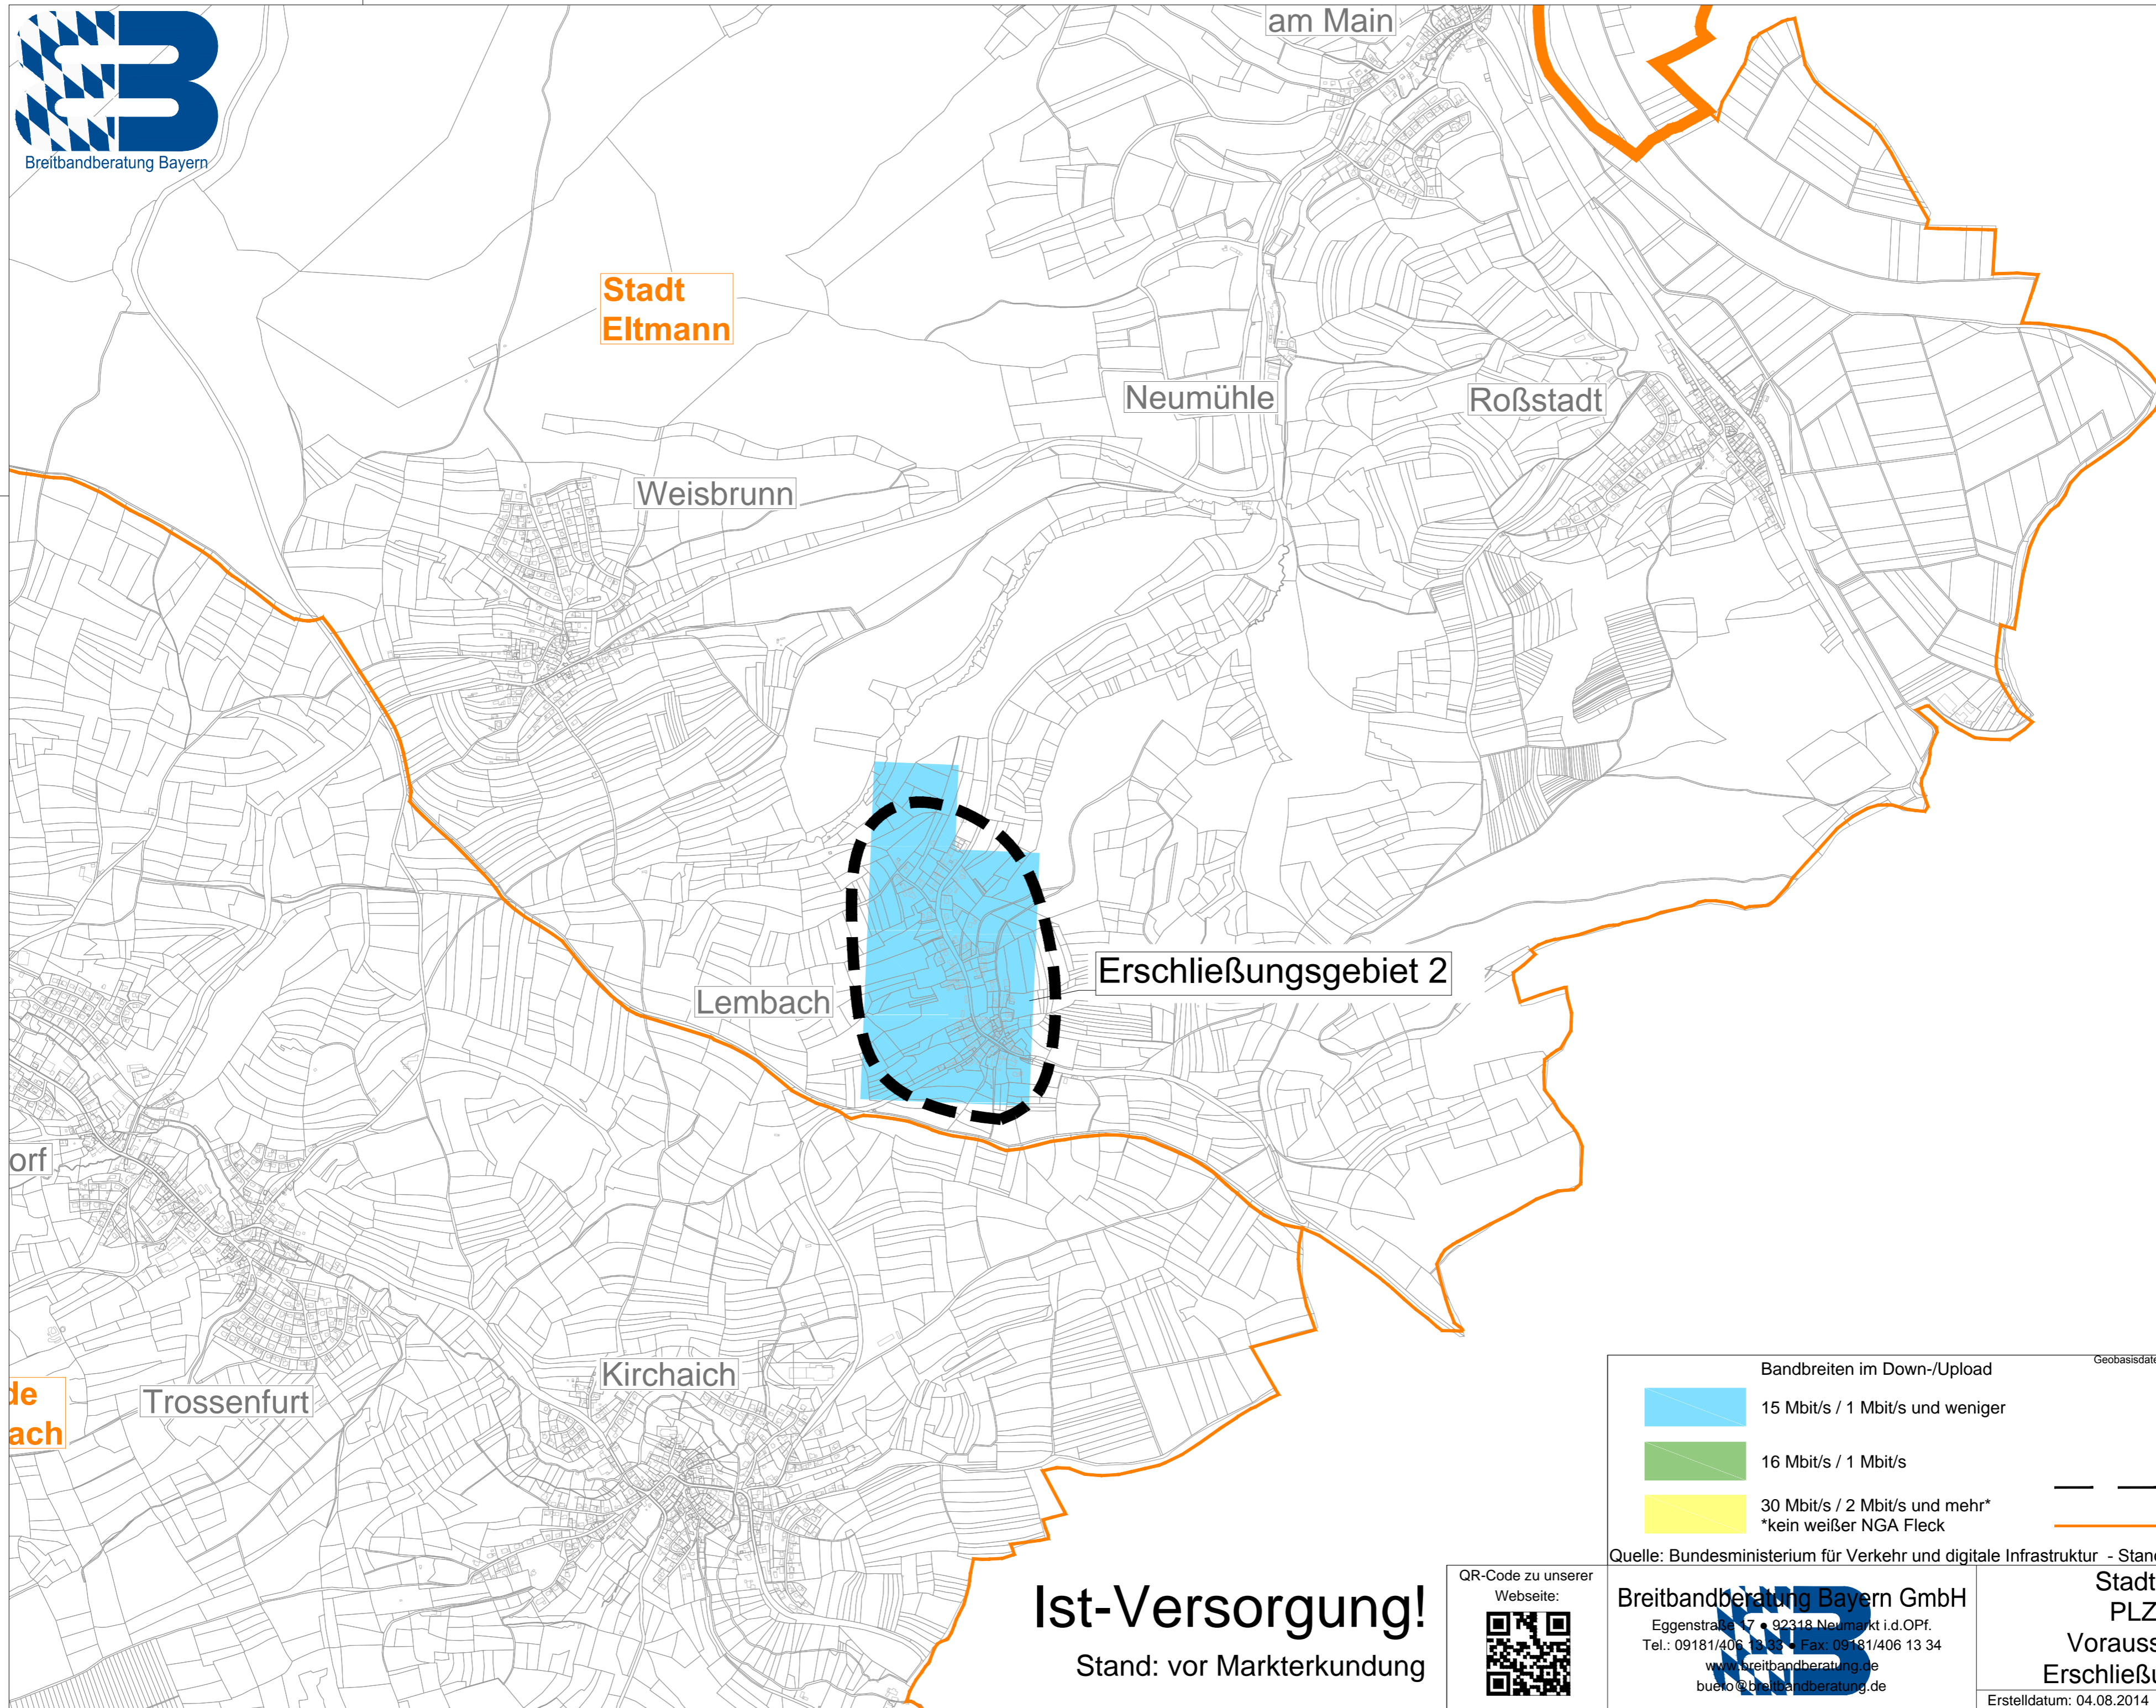 am Main
Breitbandberatung Bayern
Stadt
Eltmann
Neumühle
Roßstadt
Weisbrunn
Erschließungsgebiet 2
Lembach
orf
Kirchaich
Trossenfurt
de
ach
Bandbreiten im Down-/Upload
Geobasisdate
15 Mbit/s / 1 Mbit/s und weniger
16 Mbit/s / 1 Mbit/s
30 Mbit/s / 2 Mbit/s und mehr*
*kein weißer NGA Fleck
Quelle: Bundesministerium für Verkehr und digitale Infrastruktur - Stan
Ist-Versorgung!
Stand: vor Markterkundung
QR-Code zu unserer
Webseite:
Breitbandberatung Bayern GmbH
Eggenstraße 17 • 92318 Neumarkt i.d.OPf.
Tel.: 09181/406 13 33 • Fax: 09181/406 13 34
www.breitbandberatung.de
buero@breitbandberatung.de
Stadt
PLZ
Vorauss
Erschließu
Erstelldatum: 04.08.2014